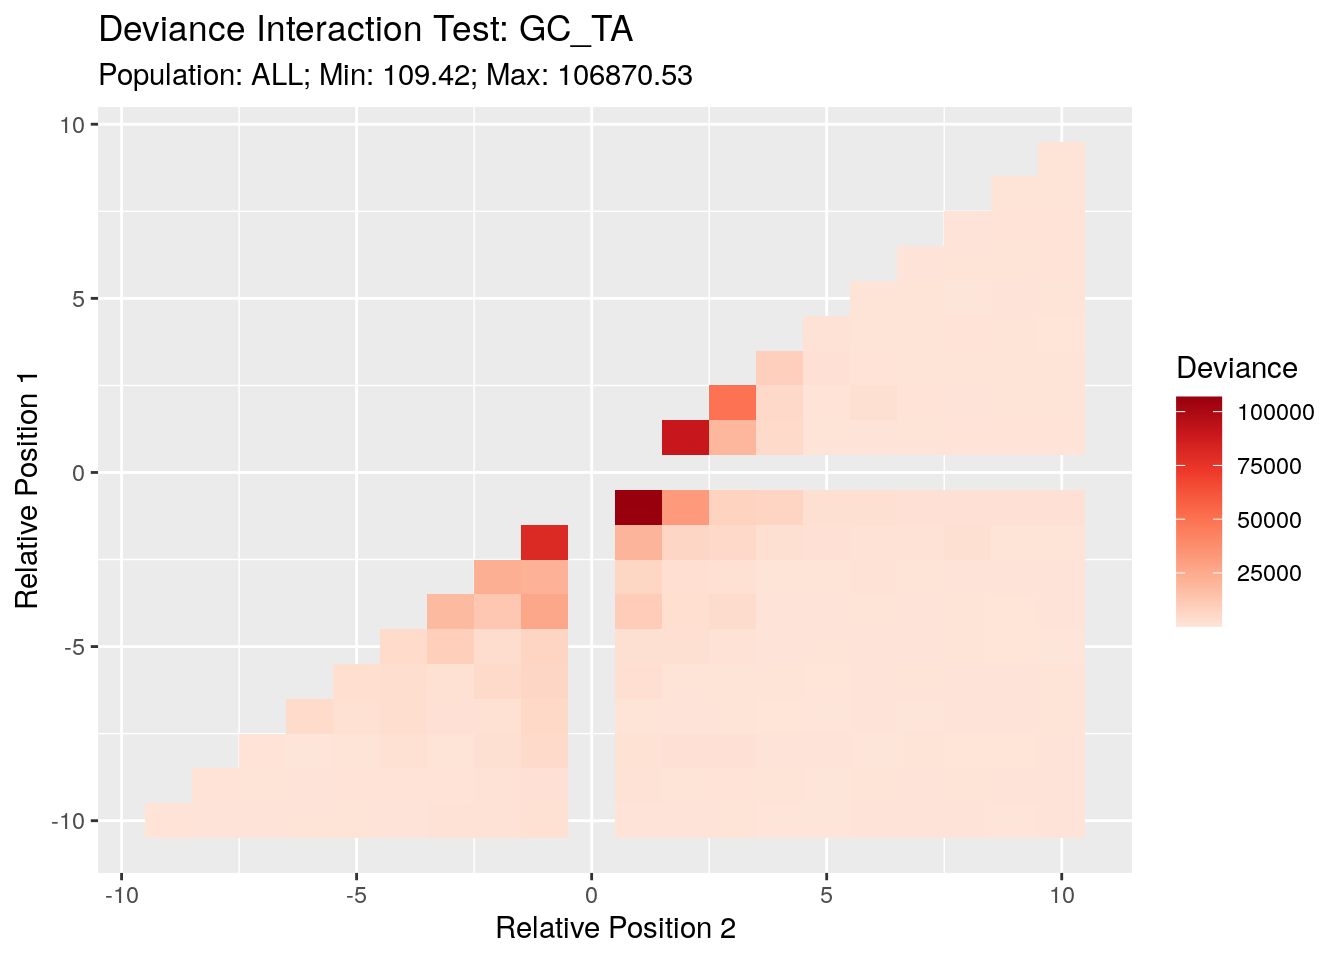 Deviance Interaction Test: GC_TA
Population: ALL; Min: 109.42; Max: 106870.53
Relative Position 1
10
5
0
-5
-10
-10
-5
0
5
10
Relative Position 2
Deviance
100000
75000
50000
25000